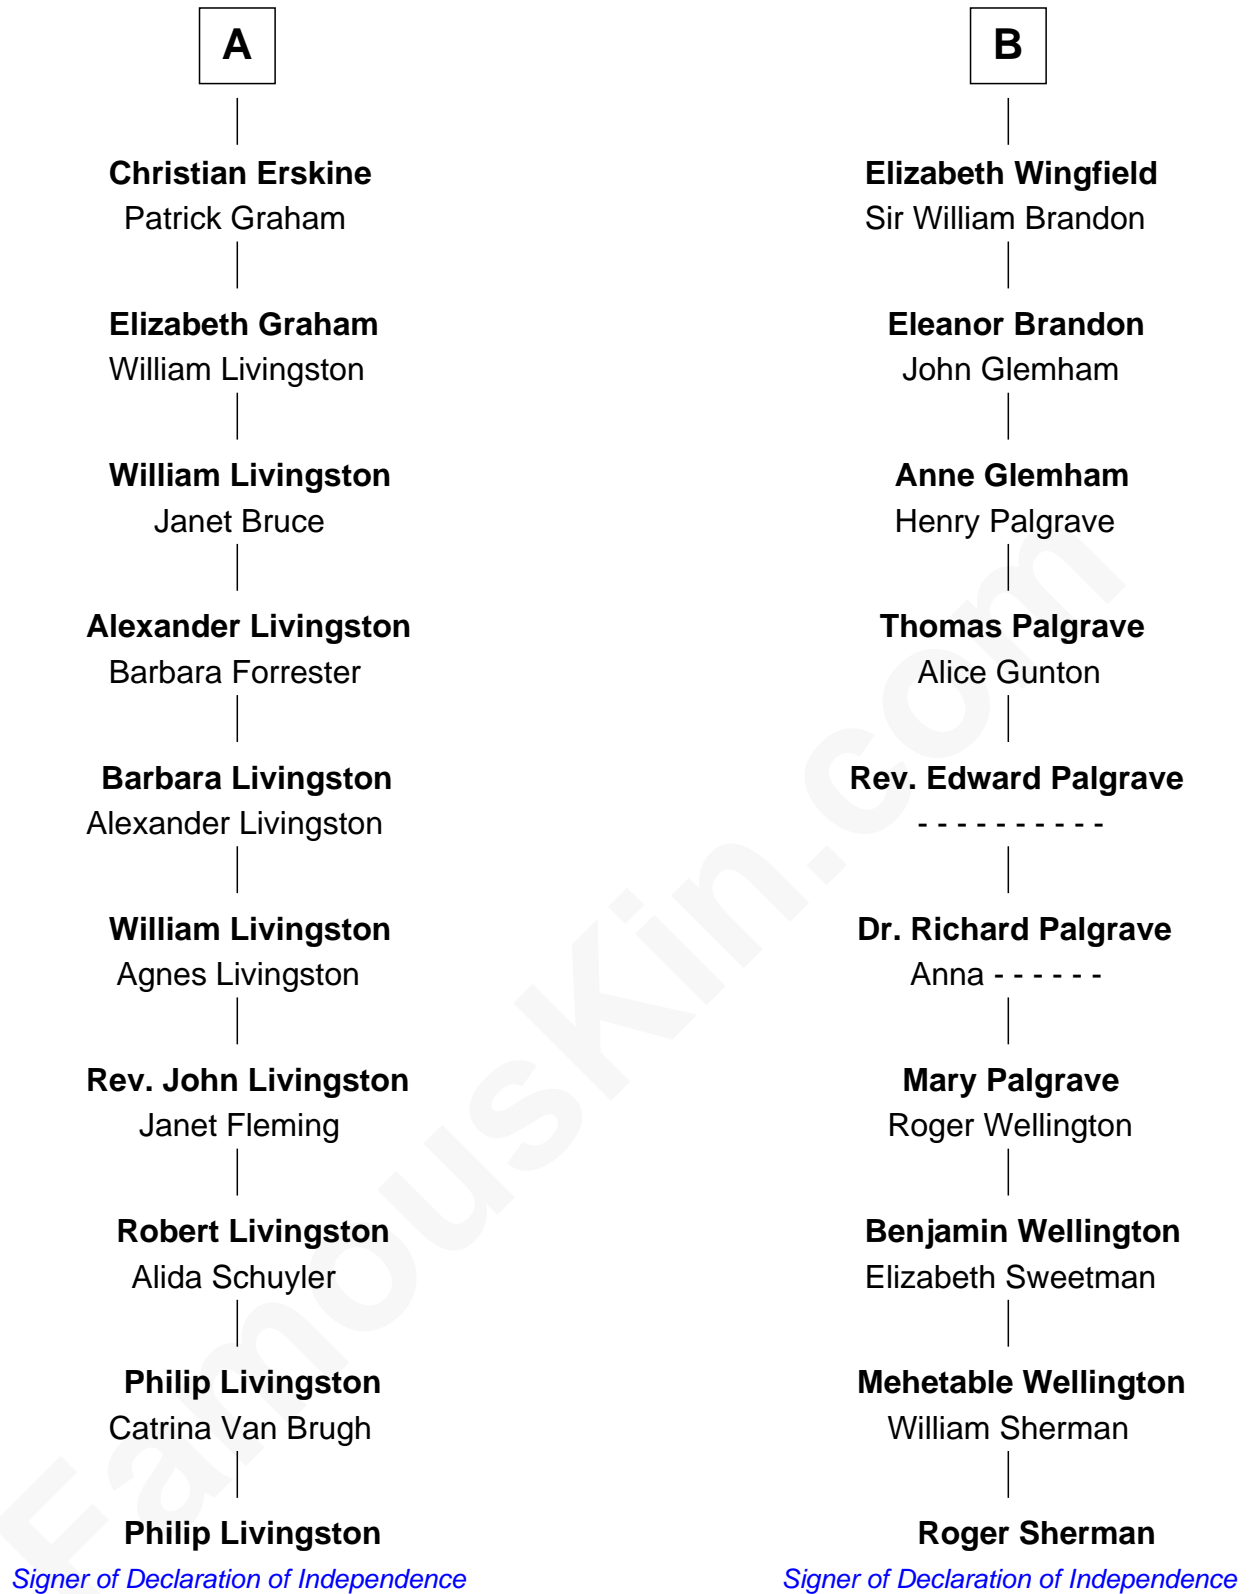 A
Christian Erskine
Patrick Graham
Elizabeth Graham
William Livingston
William Livingston
Janet Bruce
Alexander Livingston
Barbara Forrester
Barbara Livingston
Alexander Livingston
William Livingston
Agnes Livingston
Rev. John Livingston
Janet Fleming
Robert Livingston
Alida Schuyler
Philip Livingston
Catrina Van Brugh
Philip Livingston
Signer of Declaration of Independence
B
Elizabeth Wingfield
Sir William Brandon
Eleanor Brandon
John Glemham
Anne Glemham
Henry Palgrave
Thomas Palgrave
Alice Gunton
Rev. Edward Palgrave
- - - - - - - - - -
Dr. Richard Palgrave
Anna - - - - - -
Mary Palgrave
Roger Wellington
Benjamin Wellington
Elizabeth Sweetman
Mehetable Wellington
William Sherman
Roger Sherman
Signer of Declaration of Independence
FamousKin.com